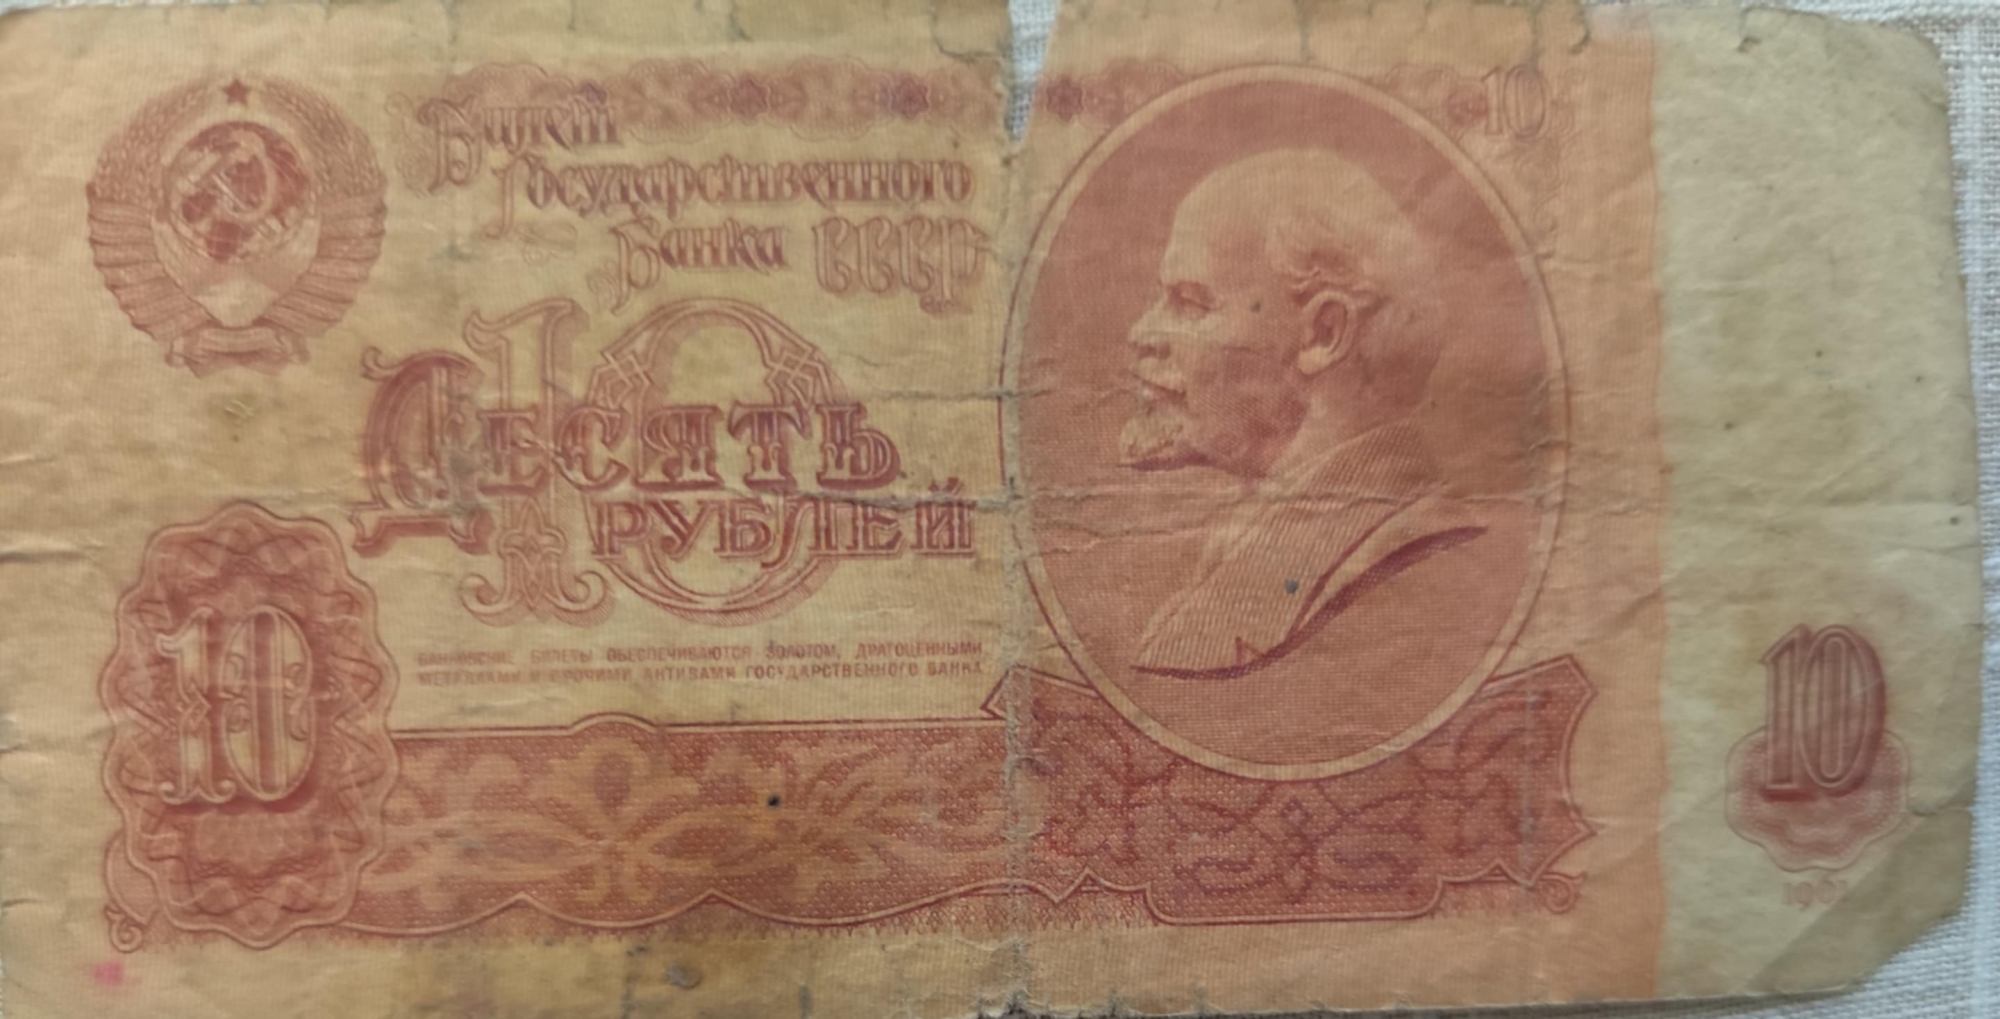 Билет
Государственного
Банка СССР
10
10
Десять
рублей
БАНКОВСКИЕ БИЛЕТЫ ОБЕСПЕЧИВАЮТСЯ ЗОЛОТОМ, ДРАГОЦЕННЫМИ
МЕТАЛЛАМИ И ПРОЧИМИ АКТИВАМИ ГОСУДАРСТВЕННОГО БАНКА
10
10
1961